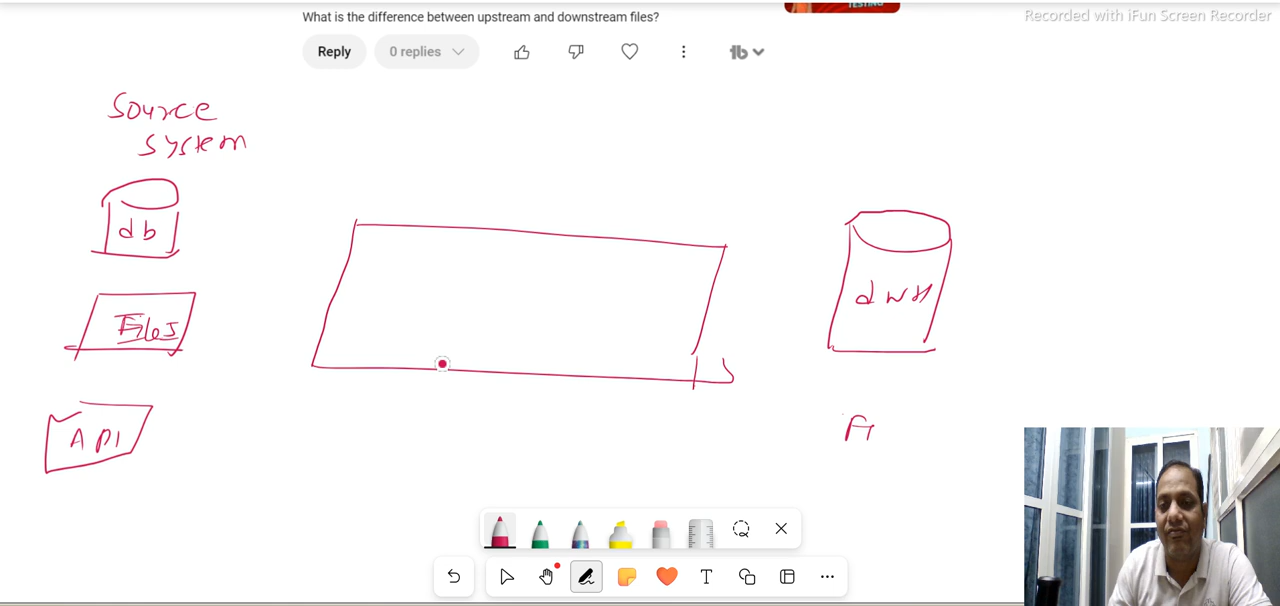 What is the difference between upstream and downstream files?
TESTING
Recorded with iFun Screen Recorder
Reply
0 replies
Source
system
db
Files
API
dwh
T